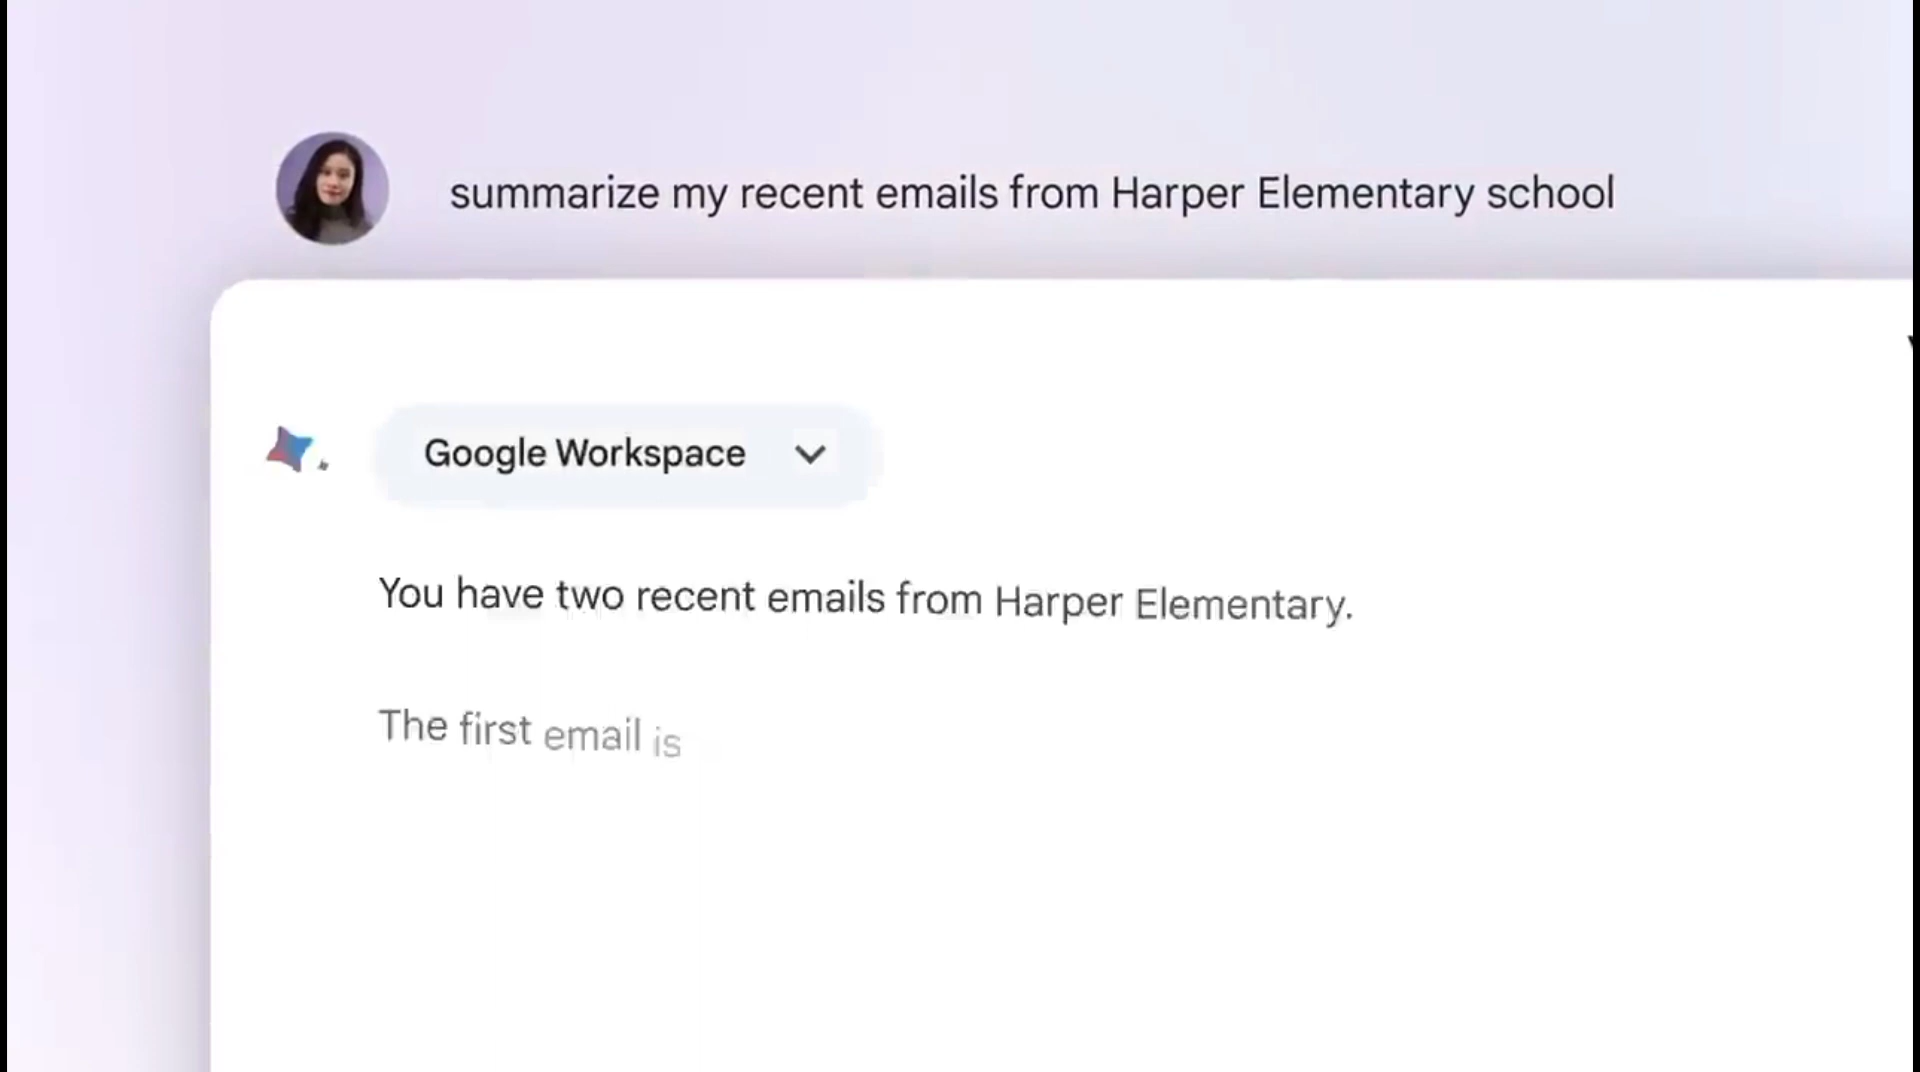 summarize my recent emails from Harper Elementary school
Google Workspace
You have two recent emails from Harper Elementary.
The first email is